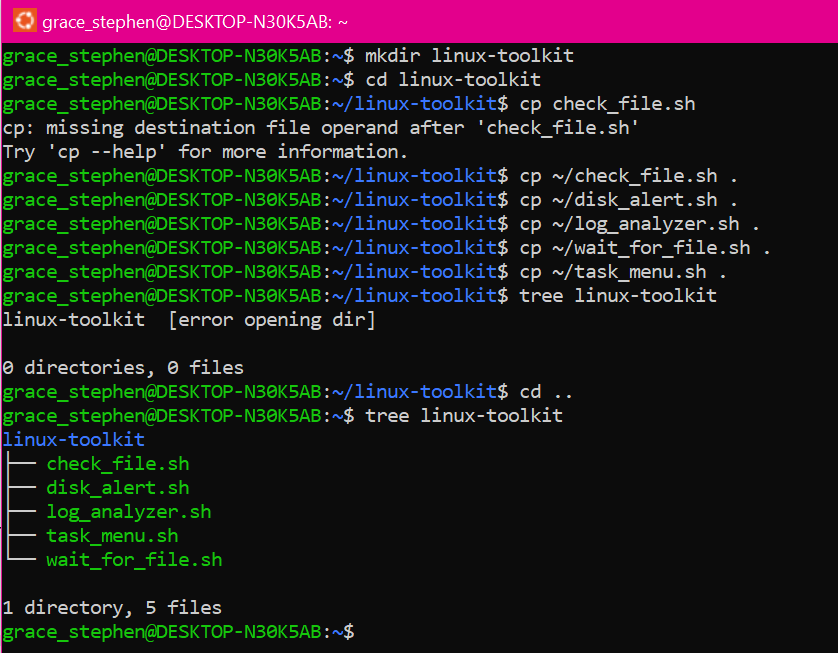 grace_stephen@DESKTOP-N30K5AB: ~
grace_stephen@DESKTOP-N30K5AB:~$ mkdir linux-toolkit
grace_stephen@DESKTOP-N30K5AB:~$ cd linux-toolkit
grace_stephen@DESKTOP-N30K5AB:~/linux-toolkit$ cp check_file.sh
cp: missing destination file operand after 'check_file.sh'
Try 'cp --help' for more information.
grace_stephen@DESKTOP-N30K5AB:~/linux-toolkit$ cp ~/check_file.sh .
grace_stephen@DESKTOP-N30K5AB:~/linux-toolkit$ cp ~/disk_alert.sh .
grace_stephen@DESKTOP-N30K5AB:~/linux-toolkit$ cp ~/log_analyzer.sh .
grace_stephen@DESKTOP-N30K5AB:~/linux-toolkit$ cp ~/wait_for_file.sh .
grace_stephen@DESKTOP-N30K5AB:~/linux-toolkit$ cp ~/task_menu.sh .
grace_stephen@DESKTOP-N30K5AB:~/linux-toolkit$ tree linux-toolkit
linux-toolkit  [error opening dir]

0 directories, 0 files
grace_stephen@DESKTOP-N30K5AB:~/linux-toolkit$ cd ..
grace_stephen@DESKTOP-N30K5AB:~$ tree linux-toolkit
linux-toolkit
├── check_file.sh
├── disk_alert.sh
├── log_analyzer.sh
├── task_menu.sh
└── wait_for_file.sh

1 directory, 5 files
grace_stephen@DESKTOP-N30K5AB:~$